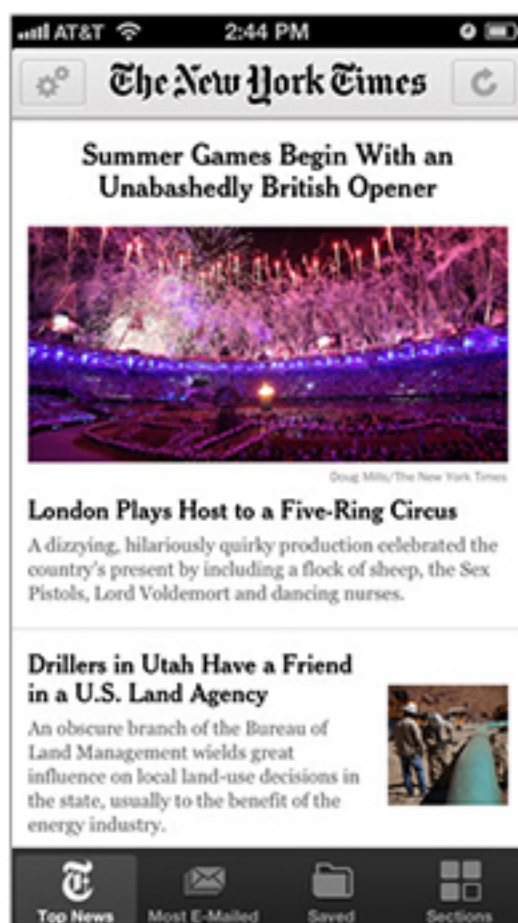 AT&T 2:44 PM
The New York Times
Summer Games Begin With an
Unabashedly British Opener
Doug Mills/The New York Times
London Plays Host to a Five-Ring Circus
A dizzying, hilariously quirky production celebrated the
country's present by including a flock of sheep, the Sex
Pistols, Lord Voldemort and dancing nurses.
Drillers in Utah Have a Friend
in a U.S. Land Agency
An obscure branch of the Bureau of
Land Management wields great
influence on local land-use decisions in
the state, usually to the benefit of the
energy industry.
T
Top News Most E-Mailed Saved Sections